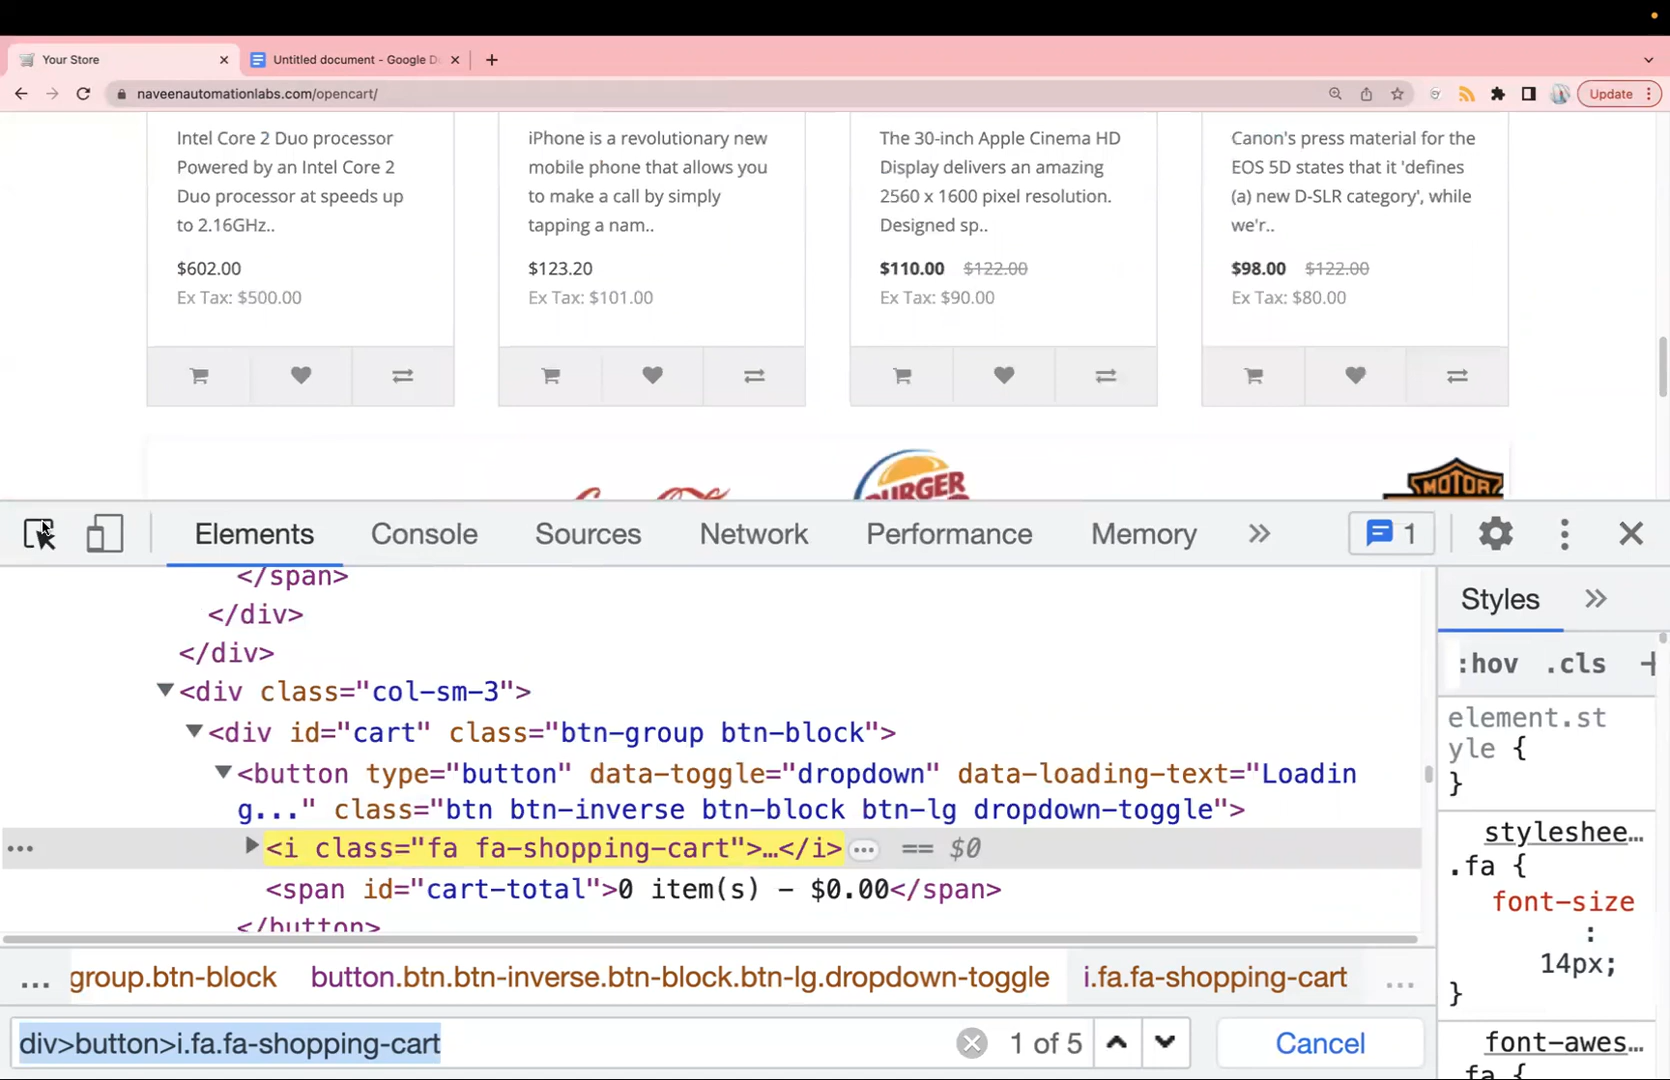 Your Store
Untitled document - Google D
naveenautomationlabs.com/opencart/
Update
Intel Core 2 Duo processor
Powered by an Intel Core 2
Duo processor at speeds up
to 2.16GHz..
$602.00
Ex Tax: $500.00
iPhone is a revolutionary new
mobile phone that allows you
to make a call by simply
tapping a nam..
$123.20
Ex Tax: $101.00
The 30-inch Apple Cinema HD
Display delivers an amazing
2560 x 1600 pixel resolution.
Designed sp..
$110.00 $122.00
Ex Tax: $90.00
Canon's press material for the
EOS 5D states that it 'defines
(a) new D-SLR category', while
we'r..
$98.00 $122.00
Ex Tax: $80.00
BURGER
MOTOR
Elements Console Sources Network Performance Memory 1
</span>
</div>
</div>
<div class="col-sm-3">
<div id="cart" class="btn-group btn-block">
<button type="button" data-toggle="dropdown" data-loading-text="Loadin
g..." class="btn btn-inverse btn-block btn-lg dropdown-toggle">
<i class="fa fa-shopping-cart">…</i> == $0
<span id="cart-total">0 item(s) - $0.00</span>
</button>
... group.btn-block button.btn.btn-inverse.btn-block.btn-lg.dropdown-toggle i.fa.fa-shopping-cart ...
div>button>i.fa.fa-shopping-cart 1 of 5 Cancel
Styles
:hov .cls
element.st
yle {
}
styleshee…
.fa {
font-size
:
14px;
}
font-awes…
.fa {